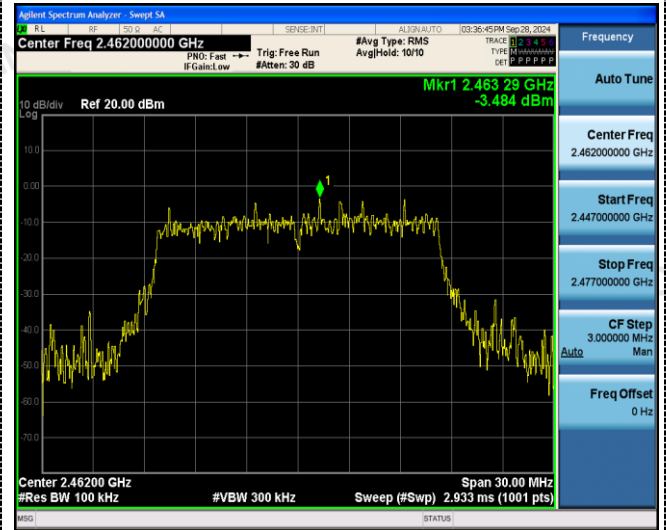 Agilent Spectrum Analyzer - Swept SA
RL RF 50 Ω AC SENSE:INT ALIGN AUTO 03:36:45 PM Sep 28, 2024
Center Freq 2.462000000 GHz
PNO: Fast
IFGain:Low
Trig: Free Run
#Atten: 30 dB
#Avg Type: RMS
Avg|Hold: 10/10
TRACE 1 2 3 4 5 6
TYPE M
DET P P P P P P
Mkr1 2.463 29 GHz
-3.484 dBm
10 dB/div Ref 20.00 dBm
Log
1
10.0
0.00
-10.0
-20.0
-30.0
-40.0
-50.0
-60.0
-70.0
Center 2.46200 GHz Span 30.00 MHz
#Res BW 100 kHz #VBW 300 kHz Sweep (#Swp) 2.933 ms (1001 pts)
MSG STATUS
Frequency
Auto Tune
Center Freq
2.462000000 GHz
Start Freq
2.447000000 GHz
Stop Freq
2.477000000 GHz
CF Step
3.000000 MHz
Auto Man
Freq Offset
0 Hz